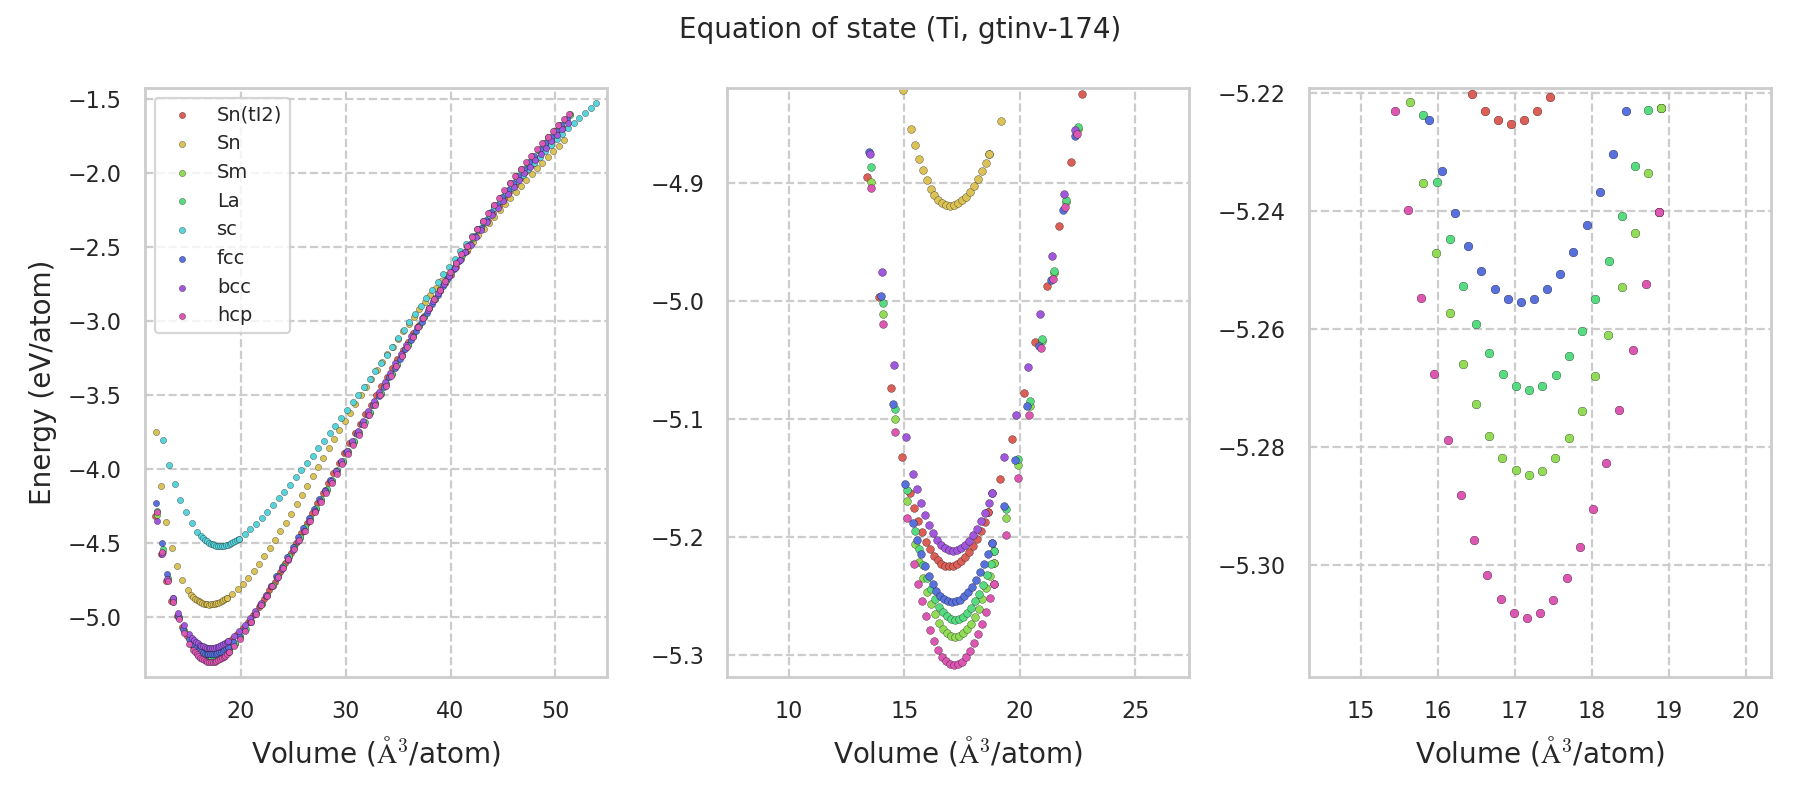 Equation of state (Ti, gtinv-174)
Energy (eV/atom)
−1.5
−2.0
−2.5
−3.0
−3.5
−4.0
−4.5
−5.0
Sn(tI2)
Sn
Sm
La
sc
fcc
bcc
hcp
20 30 40 50
Volume (Å³/atom)
−4.9
−5.0
−5.1
−5.2
−5.3
10 15 20 25
Volume (Å³/atom)
−5.22
−5.24
−5.26
−5.28
−5.30
15 16 17 18 19 20
Volume (Å³/atom)